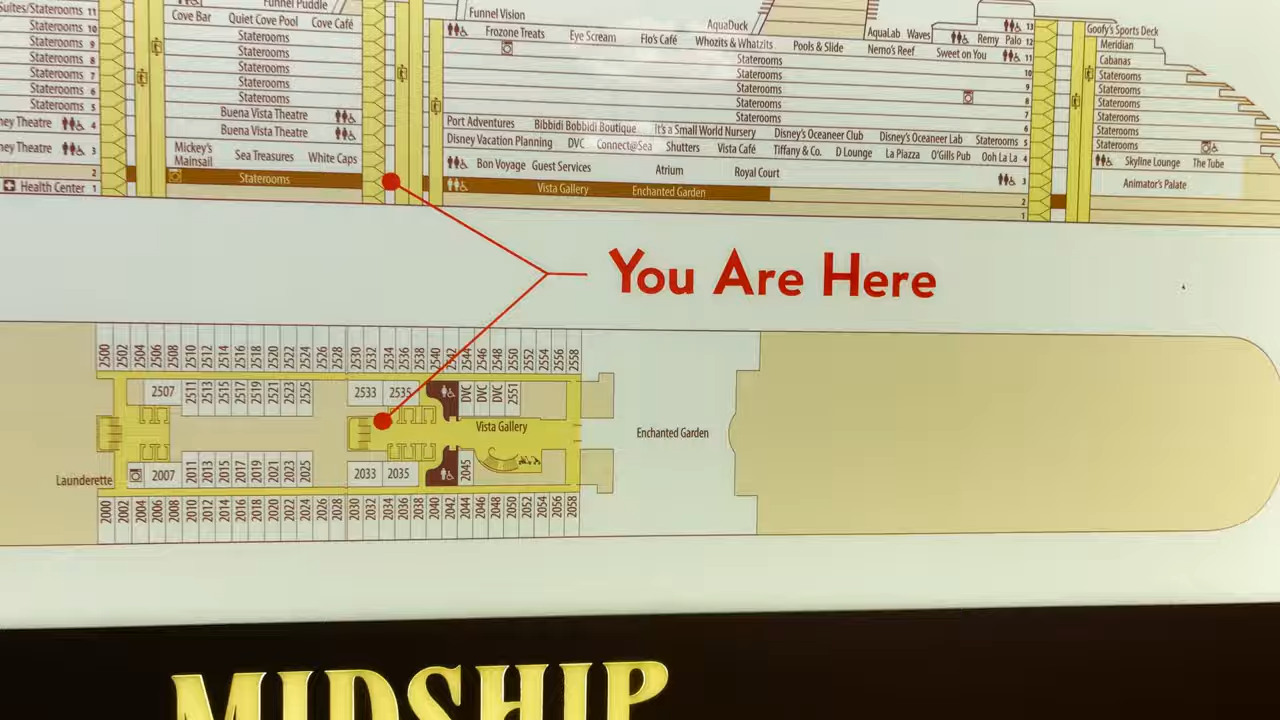 Suites/Staterooms 11
Staterooms 10
Staterooms 9
Staterooms 8
Staterooms 7
Staterooms 6
Staterooms 5
ney Theatre 4
ney Theatre 3
2
Health Center 1
Funnel Puddle
Cove Bar Quiet Cove Pool Cove Café
Staterooms
Staterooms
Staterooms
Staterooms
Staterooms
Buena Vista Theatre
Buena Vista Theatre
Mickey's Mainsail Sea Treasures White Caps
Staterooms
Funnel Vision
AquaDuck
Frozone Treats Eye Scream Flo's Café Whozits & Whatzits Pools & Slide Nemo's Reef Sweet on You 11
AquaLab Waves Remy Palo 12
13
Staterooms 10
Staterooms 9
Staterooms 8
Staterooms 7
Staterooms 6
Port Adventures Bibbidi Bobbidi Boutique It's a Small World Nursery Disney's Oceaneer Club Disney's Oceaneer Lab Staterooms 5
Disney Vacation Planning DVC Connect@Sea Shutters Vista Café Tiffany & Co. D Lounge La Piazza O'Gills Pub Ooh La La 4
Bon Voyage Guest Services Atrium Royal Court 3
Vista Gallery Enchanted Garden 2
1
Goofy's Sports Deck
Meridian
Cabanas
Staterooms
Staterooms
Staterooms
Staterooms
Staterooms
Staterooms
Skyline Lounge The Tube
Animator's Palate
You Are Here
2500 2502 2504 2506 2508 2510 2512 2514 2516 2518 2520 2522 2524 2526 2528 2530 2532 2534 2536 2538 2540 2542 2544 2546 2548 2550 2552 2554 2556 2558
2507 2511 2513 2515 2517 2519 2521 2523 2525 2533 2535 DVC DVC DVC 2551
Vista Gallery
Enchanted Garden
Launderette 2007 2011 2013 2015 2017 2019 2021 2023 2025 2033 2035 2045
2000 2002 2004 2006 2008 2010 2012 2014 2016 2018 2020 2022 2024 2026 2028 2030 2032 2034 2036 2038 2040 2042 2044 2046 2048 2050 2052 2054 2056 2058
MIDSHIP